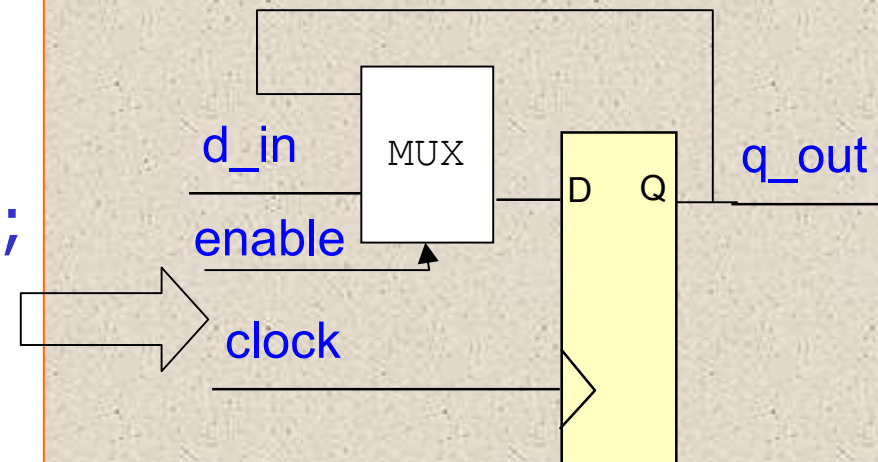 d_in
MUX
D
Q
q_out
;
enable
clock